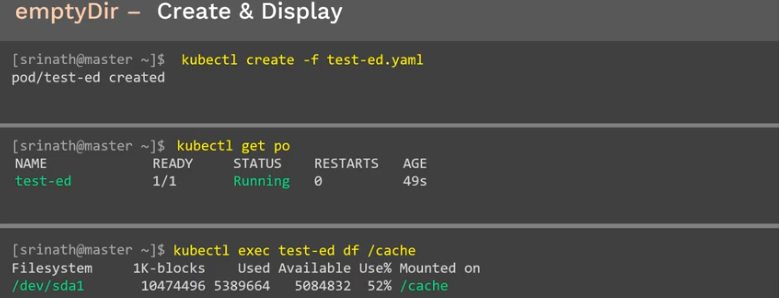 emptyDir – Create & Display
[srinath@master ~]$ kubectl create -f test-ed.yaml
pod/test-ed created
[srinath@master ~]$ kubectl get po
NAME READY STATUS RESTARTS AGE
test-ed 1/1 Running 0 49s
[srinath@master ~]$ kubectl exec test-ed df /cache
Filesystem 1K-blocks Used Available Use% Mounted on
/dev/sda1 10474496 5389664 5084832 52% /cache